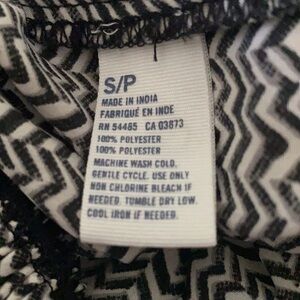 S/P
MADE IN INDIA
FABRIQUÉ EN INDE
RN 54485 CA 03873
100% POLYESTER
100% POLYESTER
MACHINE WASH COLD,
GENTLE CYCLE. USE ONLY
NON CHLORINE BLEACH IF
NEEDED. TUMBLE DRY LOW.
COOL IRON IF NEEDED.